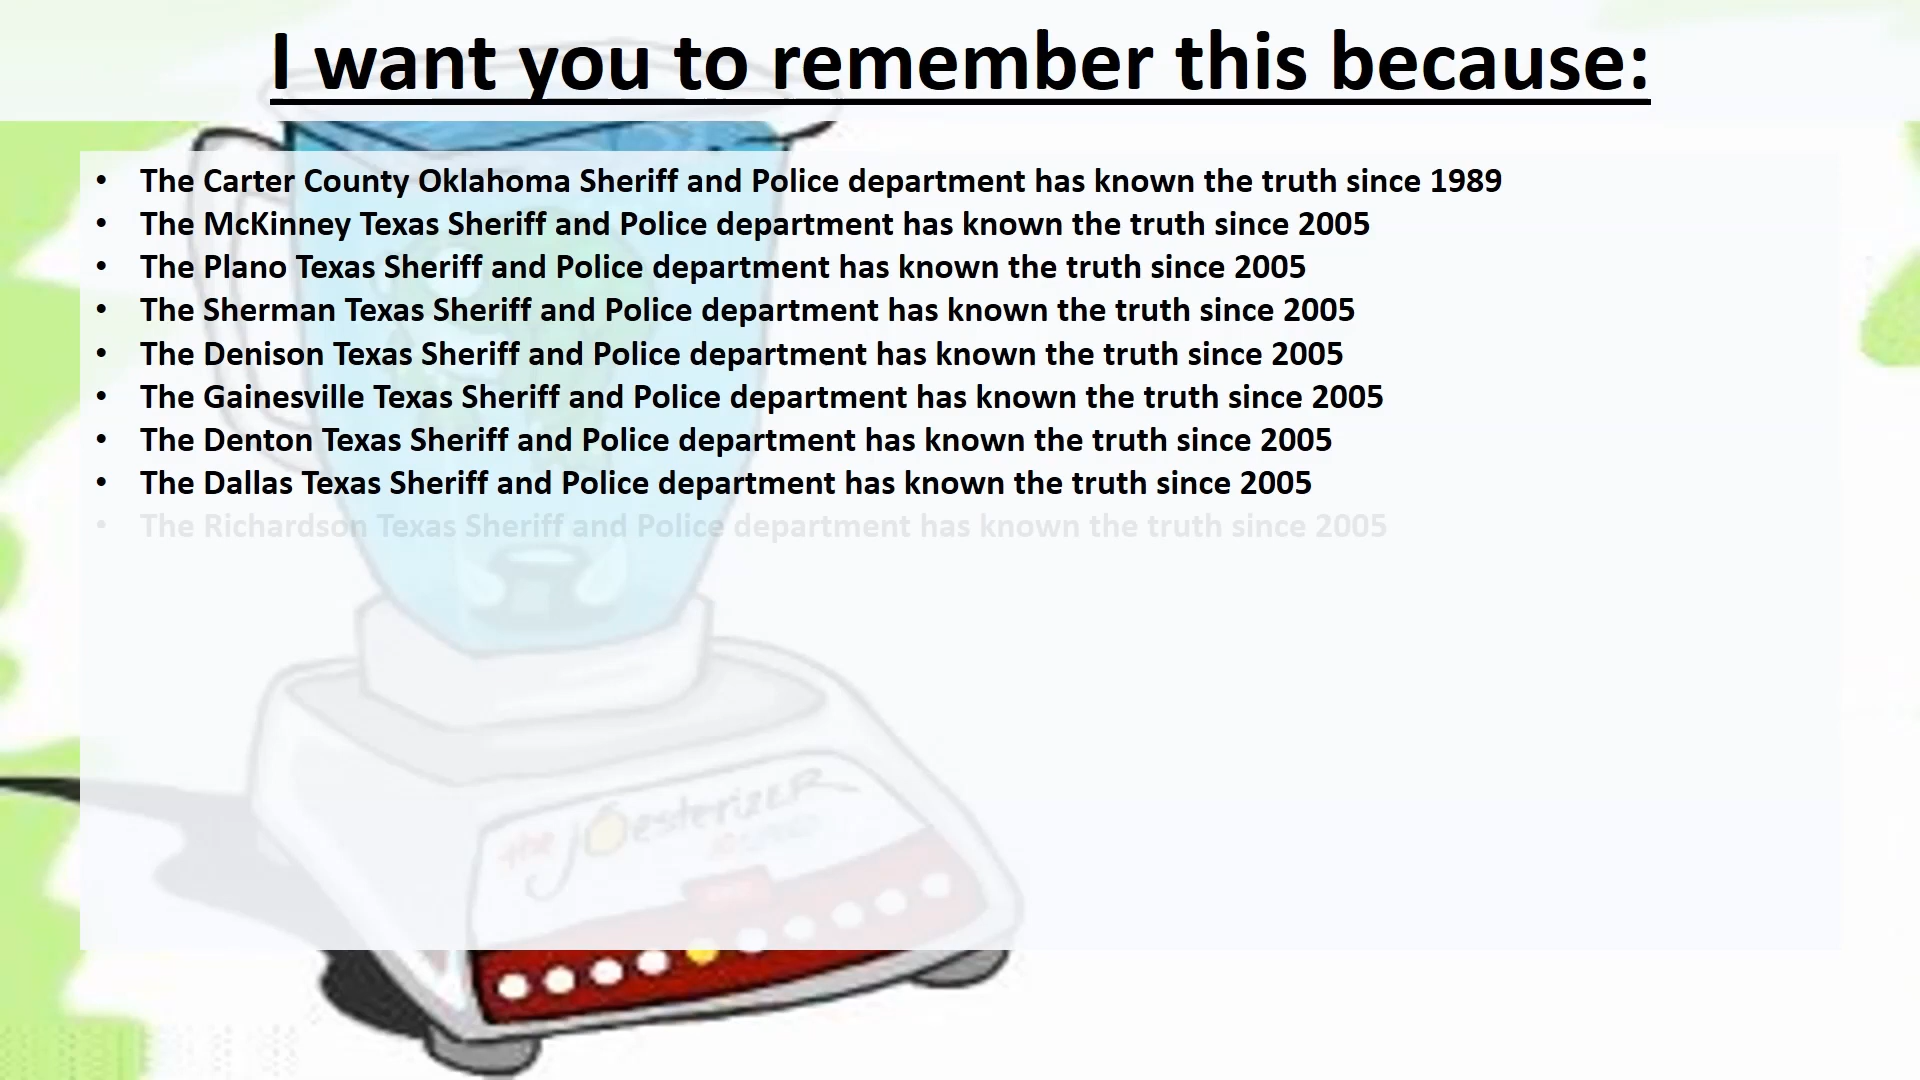 I want you to remember this because:
• The Carter County Oklahoma Sheriff and Police department has known the truth since 1989
• The McKinney Texas Sheriff and Police department has known the truth since 2005
• The Plano Texas Sheriff and Police department has known the truth since 2005
• The Sherman Texas Sheriff and Police department has known the truth since 2005
• The Denison Texas Sheriff and Police department has known the truth since 2005
• The Gainesville Texas Sheriff and Police department has known the truth since 2005
• The Denton Texas Sheriff and Police department has known the truth since 2005
• The Dallas Texas Sheriff and Police department has known the truth since 2005
• The Richardson Texas Sheriff and Police department has known the truth since 2005
the joesterizer